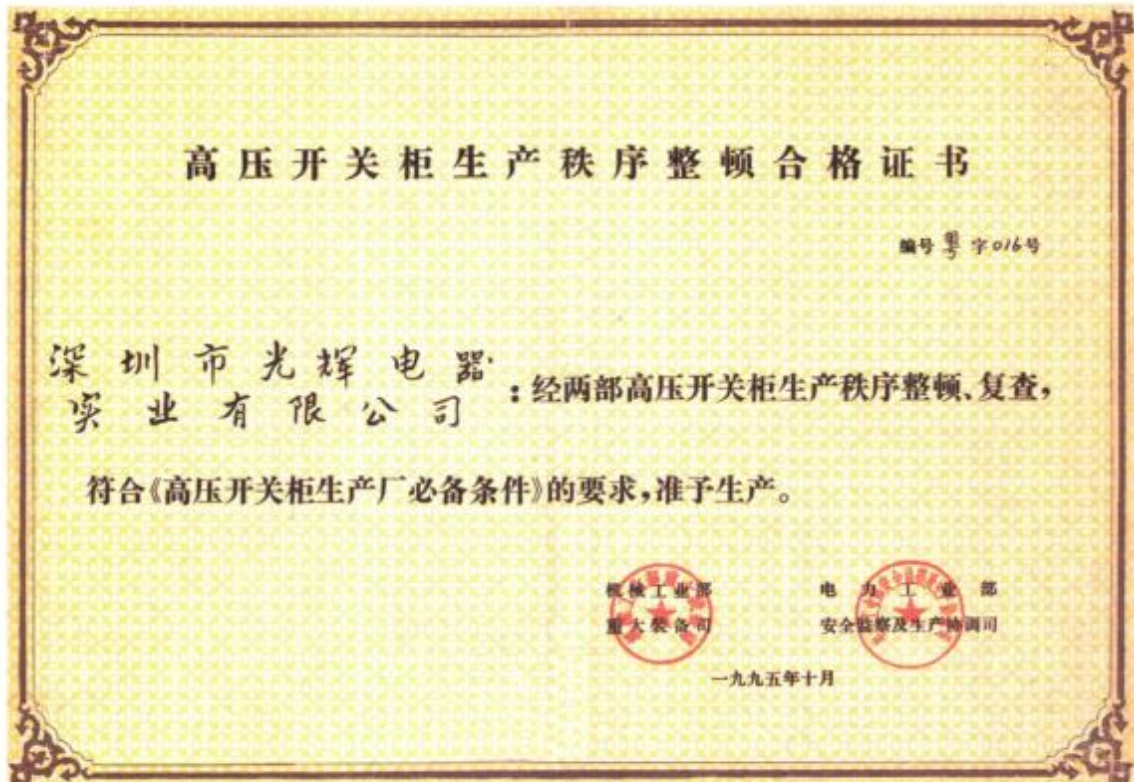 高压开关柜生产秩序整顿合格证书
编号 粤 字016号
深圳市光辉电器
实业有限公司
：经两部高压开关柜生产秩序整顿、复查，
符合《高压开关柜生产厂必备条件》的要求，准予生产。
机械工业部
重大装备司
电力工业部
安全监察及生产协调司
一九九五年十月